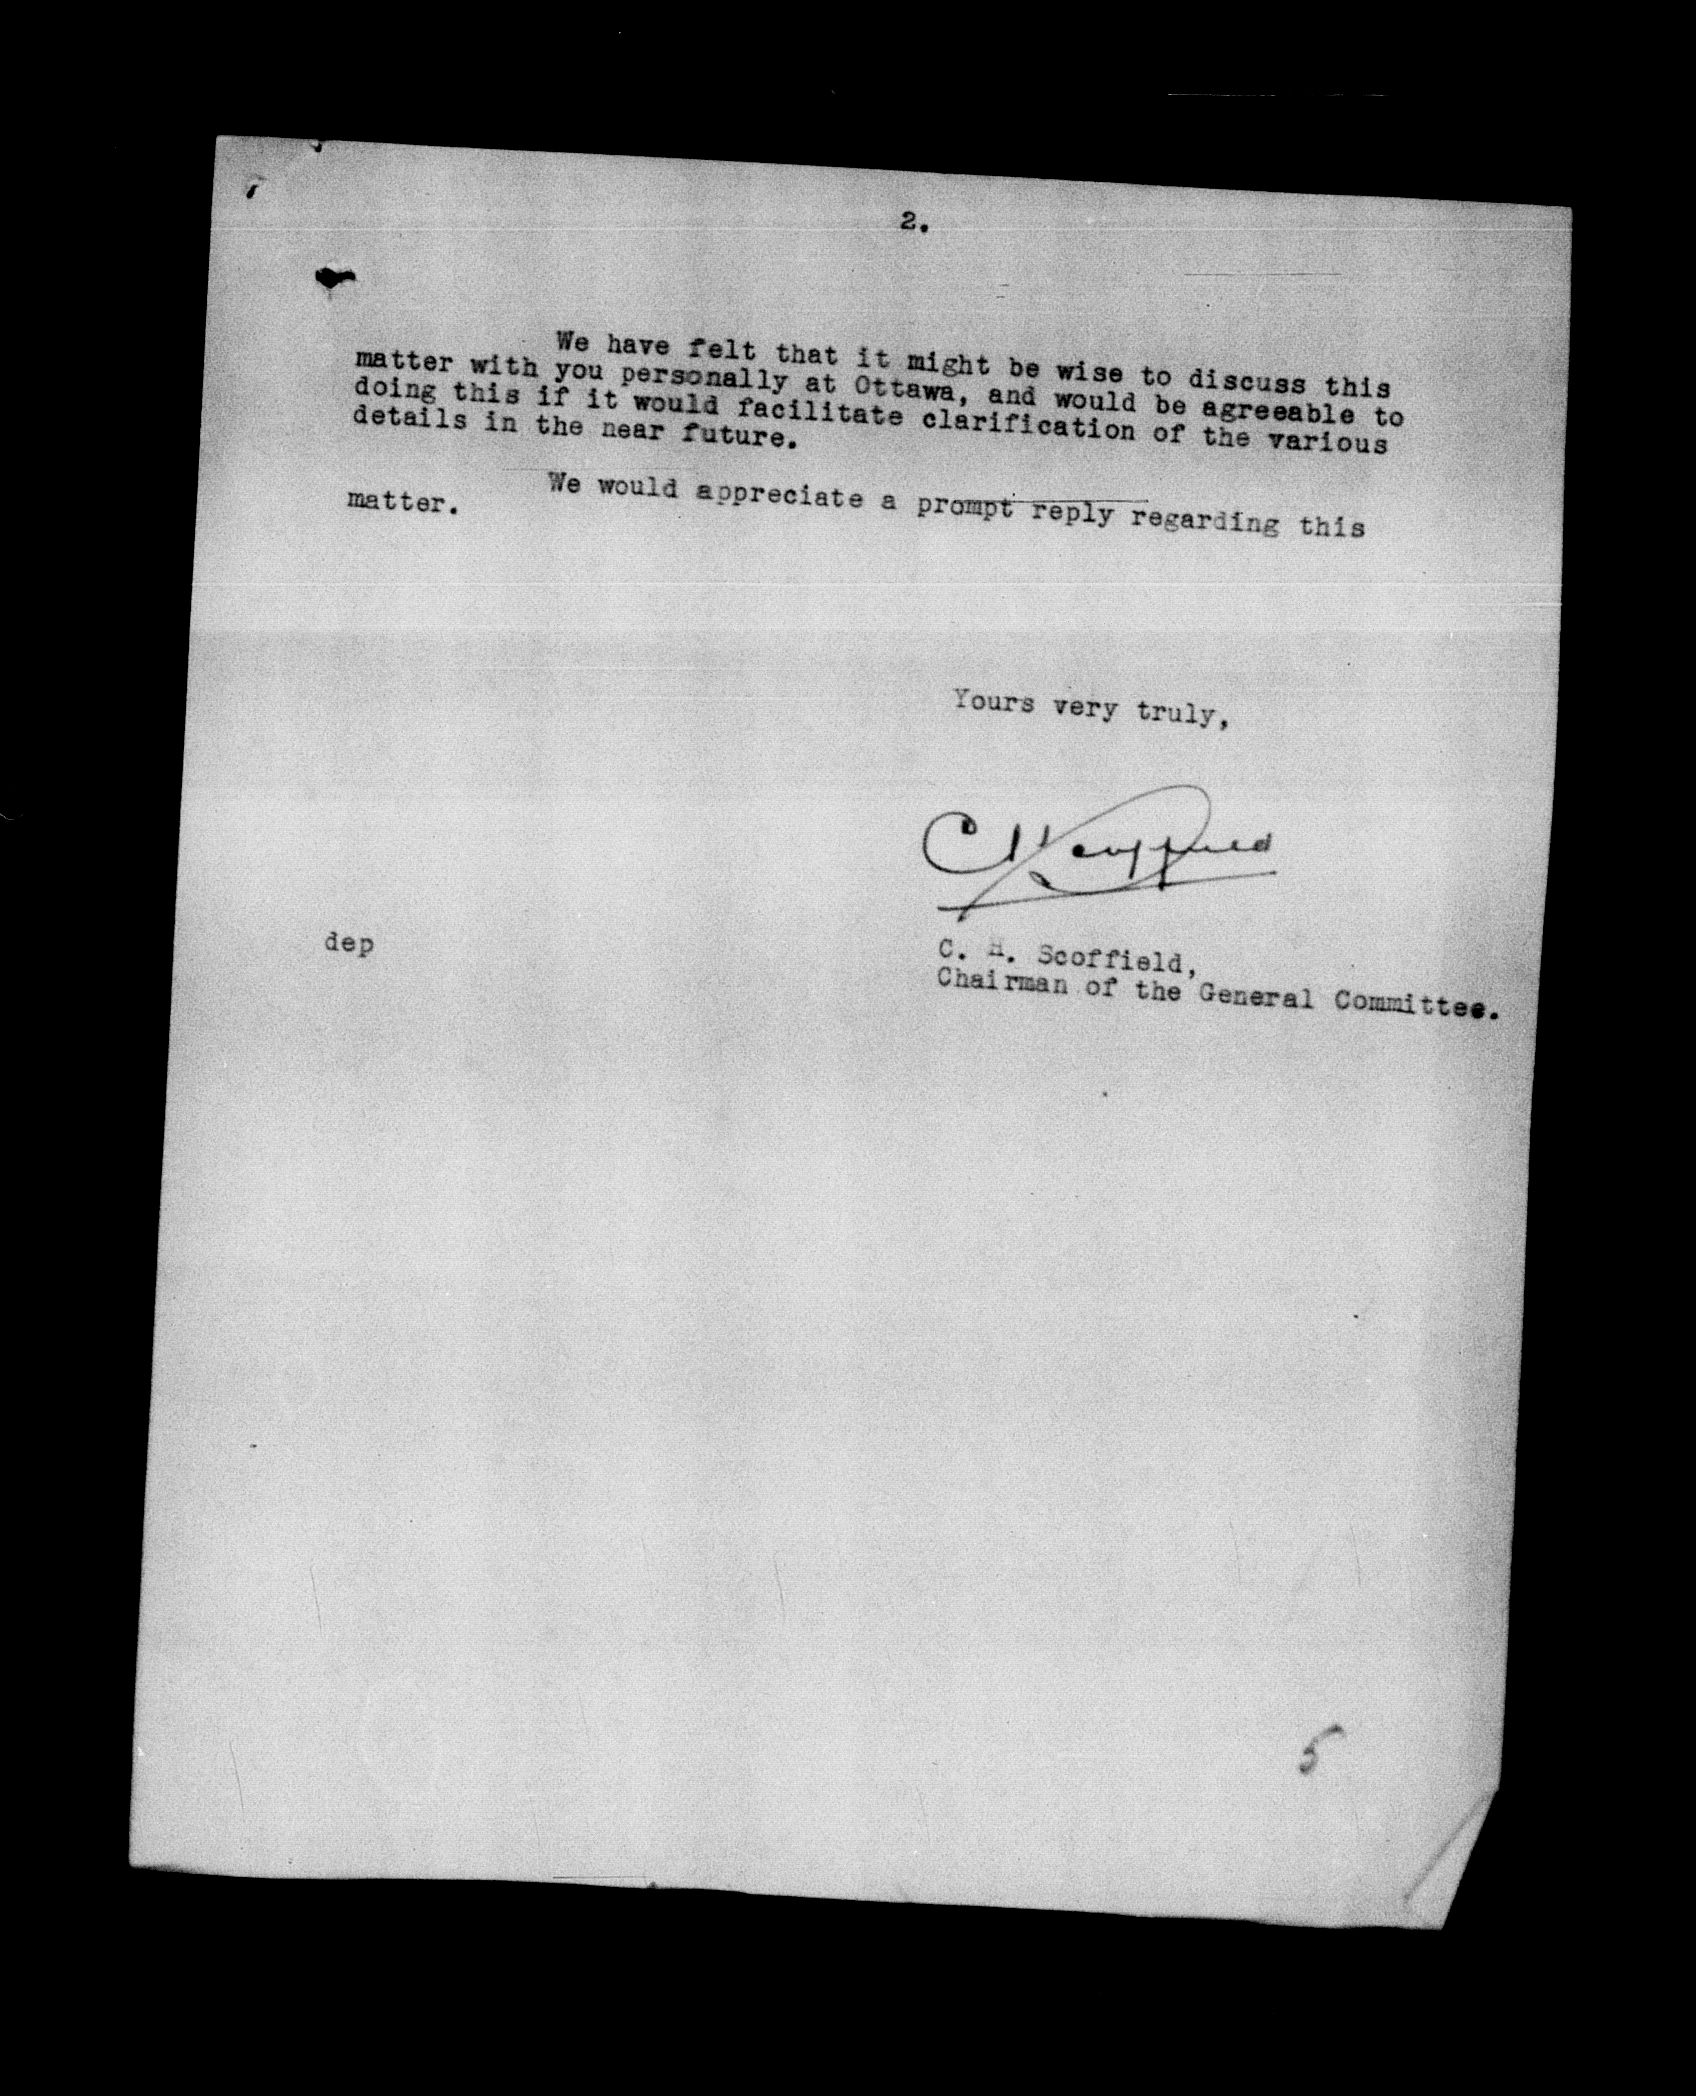 2.
We have felt that it might be wise to discuss this
matter with you personally at Ottawa, and would be agreeable to
doing this if it would facilitate clarification of the various
details in the near future.
We would appreciate a prompt reply regarding this
matter.
Yours very truly,
C H Scoffield
dep
C. H. Scoffield,
Chairman of the General Committee.
5